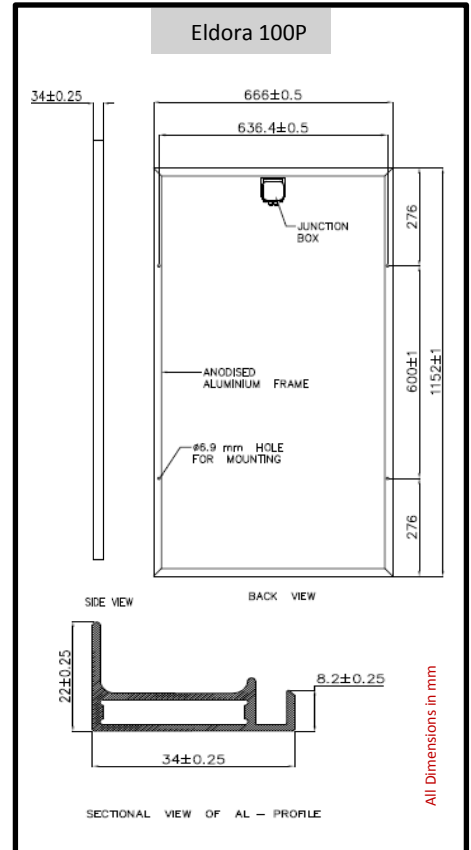 Eldora 100P
34±0.25
666±0.5
636.4±0.5
JUNCTION
BOX
276
ANODISED
ALUMINIUM FRAME
600±1
1152±1
ø6.9 mm HOLE
FOR MOUNTING
276
SIDE VIEW
BACK VIEW
22±0.25
8.2±0.25
34±0.25
All Dimensions in mm
SECTIONAL VIEW OF AL – PROFILE